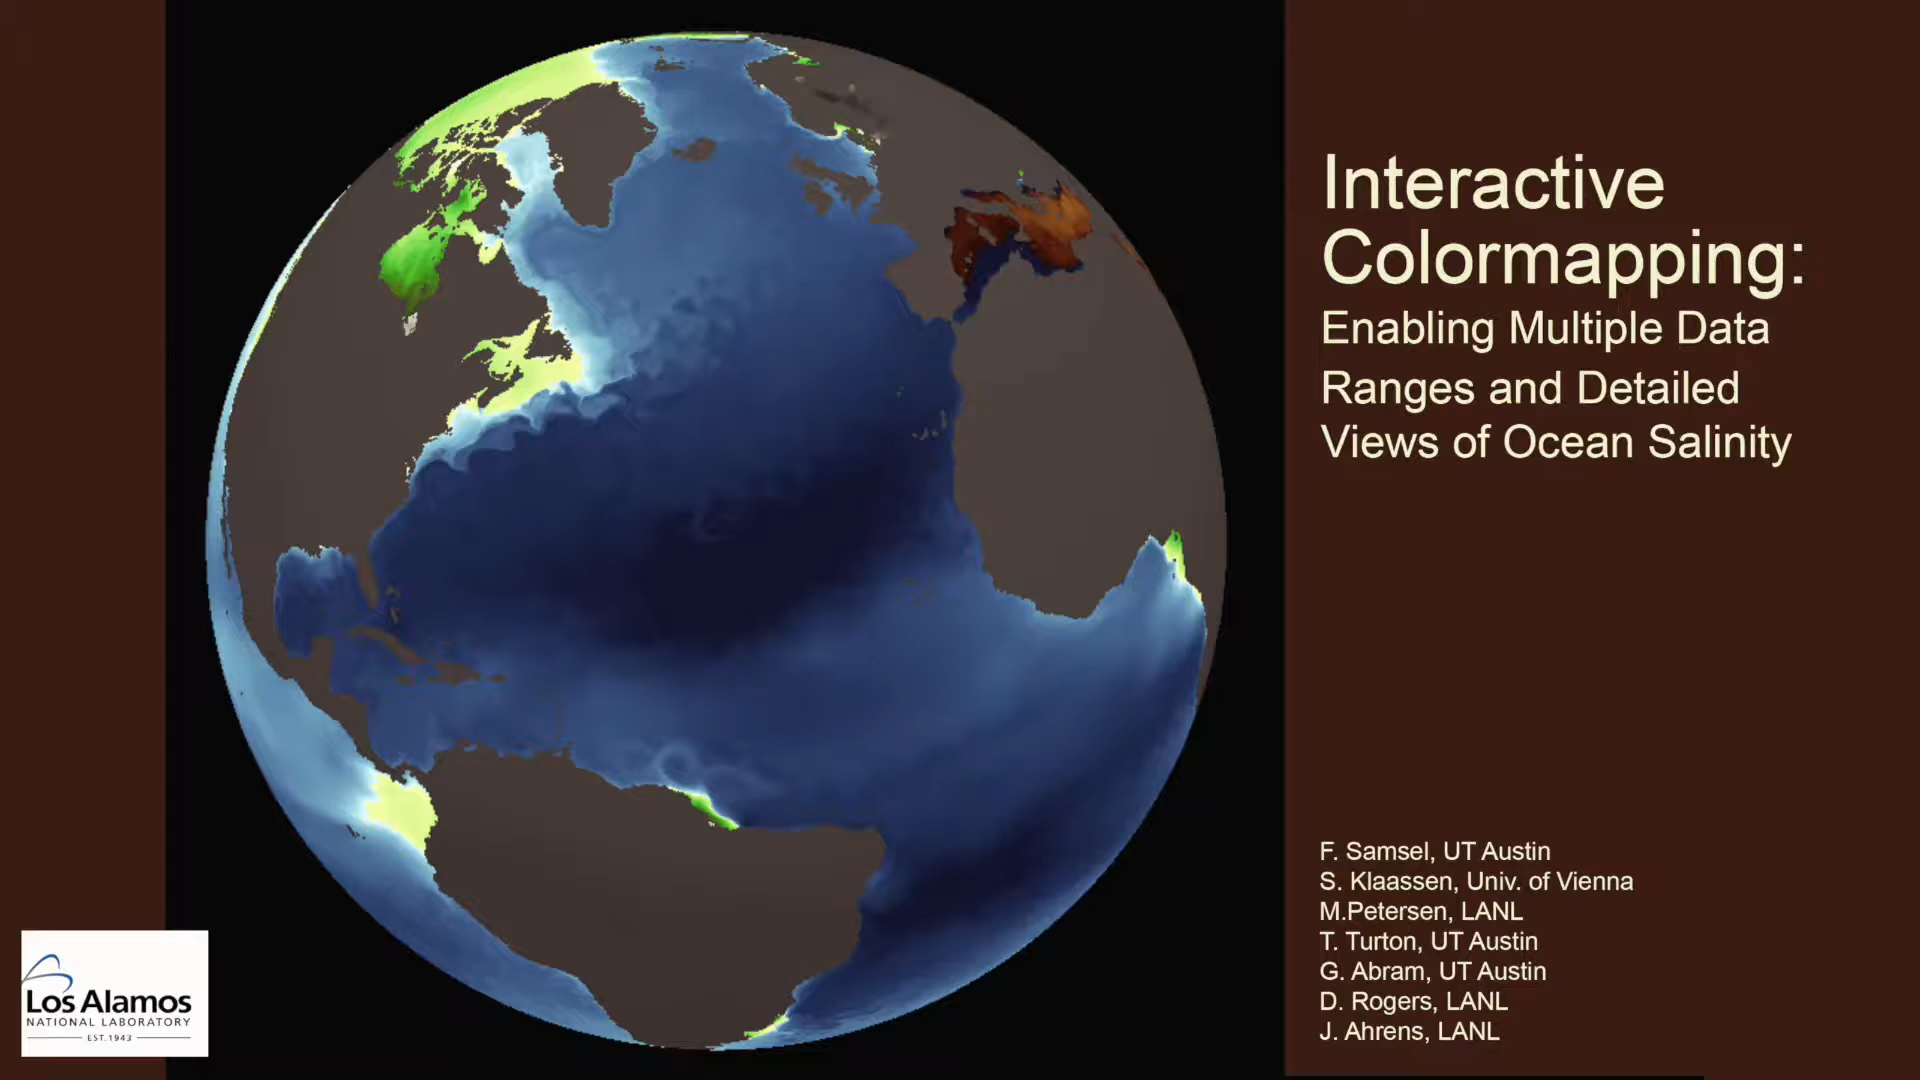 Interactive
Colormapping:
Enabling Multiple Data
Ranges and Detailed
Views of Ocean Salinity
F. Samsel, UT Austin
S. Klaassen, Univ. of Vienna
M.Petersen, LANL
T. Turton, UT Austin
G. Abram, UT Austin
D. Rogers, LANL
J. Ahrens, LANL
Los Alamos
NATIONAL LABORATORY
EST.1943